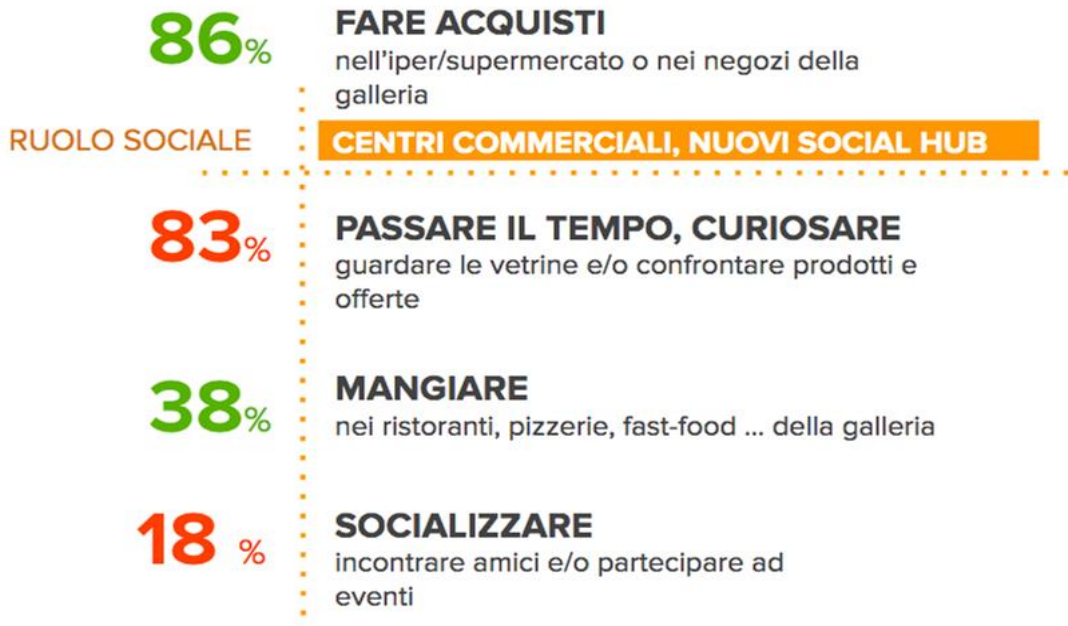 86%
FARE ACQUISTI
nell'iper/supermercato o nei negozi della
galleria
RUOLO SOCIALE
CENTRI COMMERCIALI, NUOVI SOCIAL HUB
83%
PASSARE IL TEMPO, CURIOSARE
guardare le vetrine e/o confrontare prodotti e
offerte
38%
MANGIARE
nei ristoranti, pizzerie, fast-food ... della galleria
18 %
SOCIALIZZARE
incontrare amici e/o partecipare ad
eventi